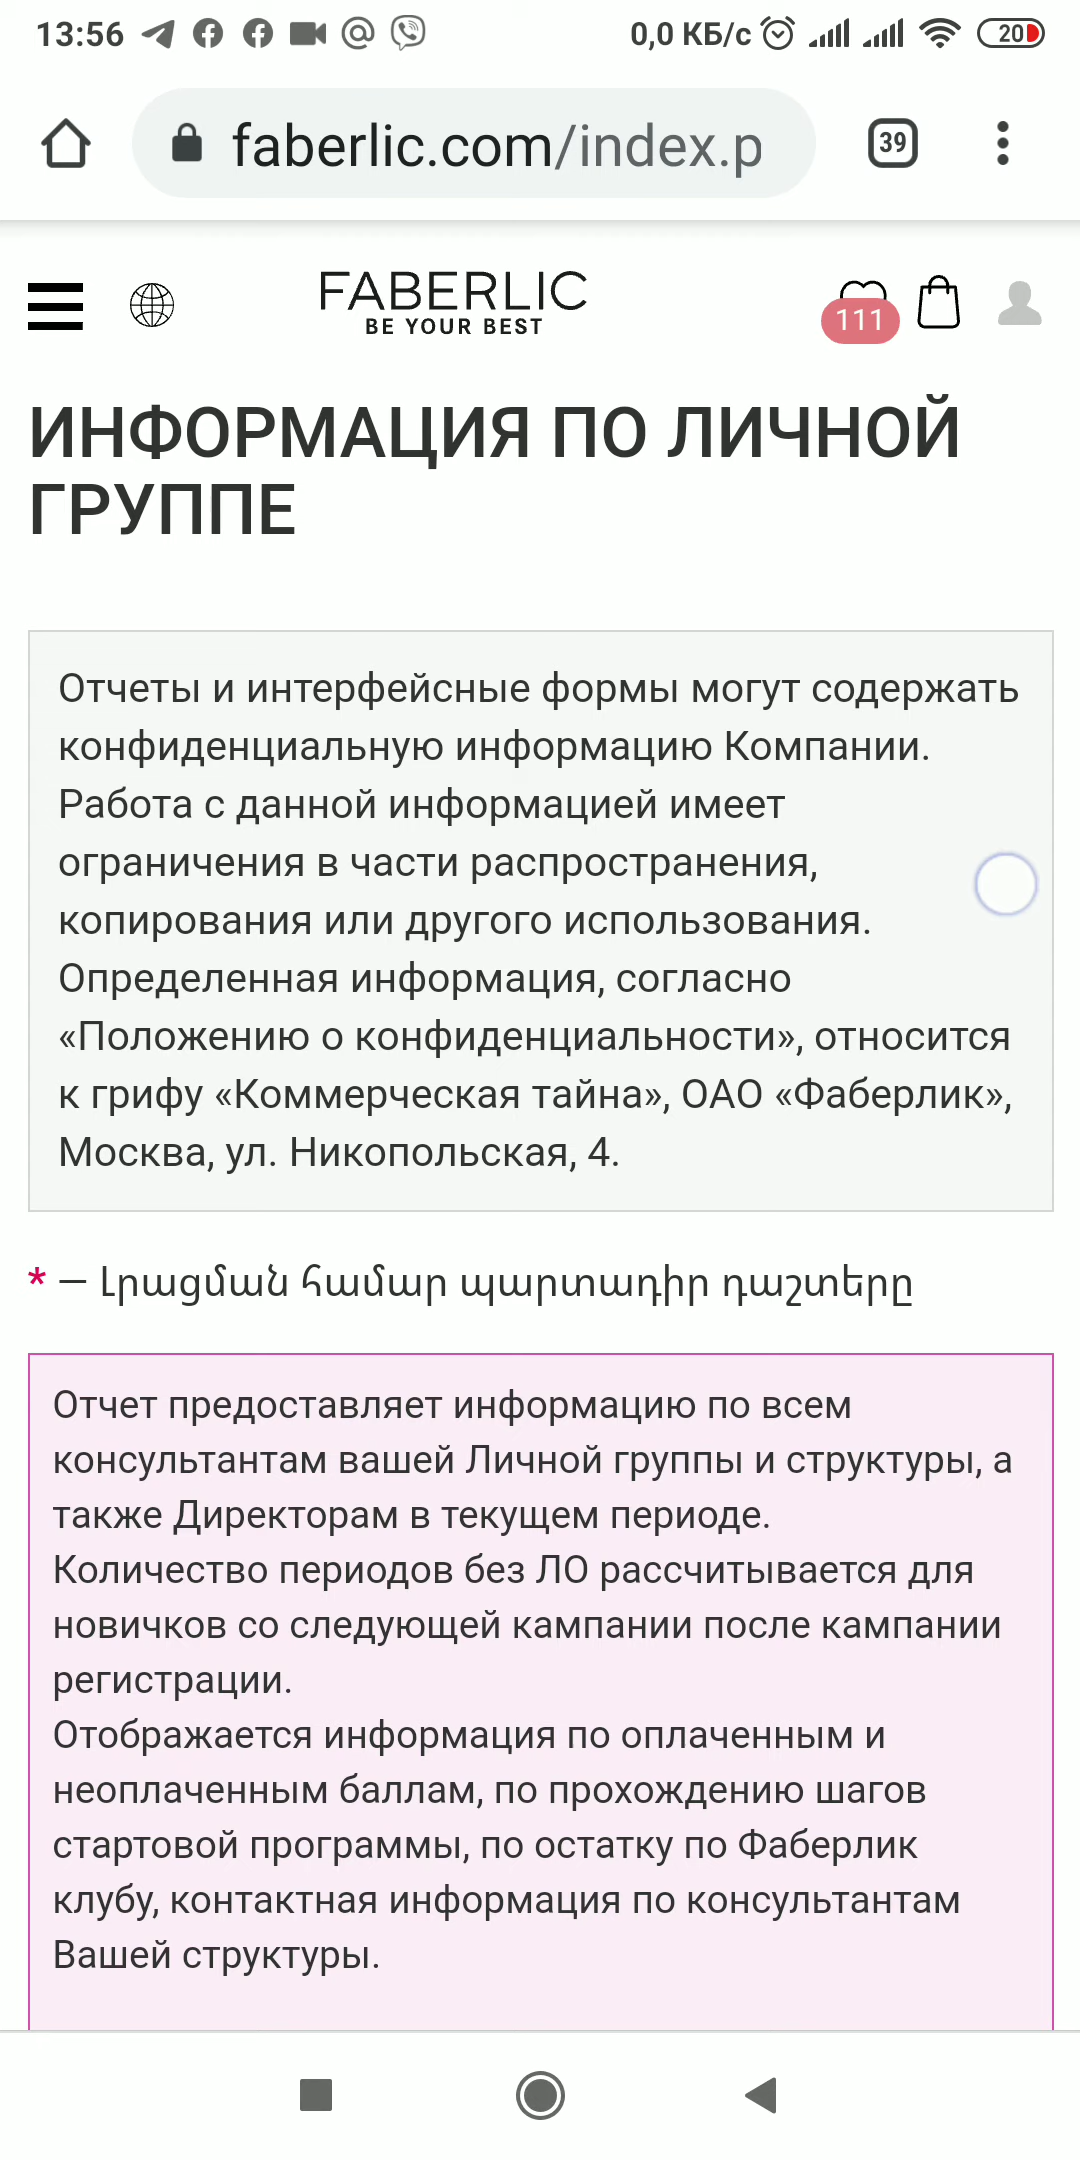 13:56
0,0 КБ/с
20
faberlic.com/index.p
39
FABERLIC
BE YOUR BEST
111
ИНФОРМАЦИЯ ПО ЛИЧНОЙ
ГРУППЕ
Отчеты и интерфейсные формы могут содержать
конфиденциальную информацию Компании.
Работа с данной информацией имеет
ограничения в части распространения,
копирования или другого использования.
Определенная информация, согласно
«Положению о конфиденциальности», относится
к грифу «Коммерческая тайна», ОАО «Фаберлик»,
Москва, ул. Никопольская, 4.
* – Լրացման համար պարտադիր դաշտերը
Отчет предоставляет информацию по всем
консультантам вашей Личной группы и структуры, а
также Директорам в текущем периоде.
Количество периодов без ЛО рассчитывается для
новичков со следующей кампании после кампании
регистрации.
Отображается информация по оплаченным и
неоплаченным баллам, по прохождению шагов
стартовой программы, по остатку по Фаберлик
клубу, контактная информация по консультантам
Вашей структуры.